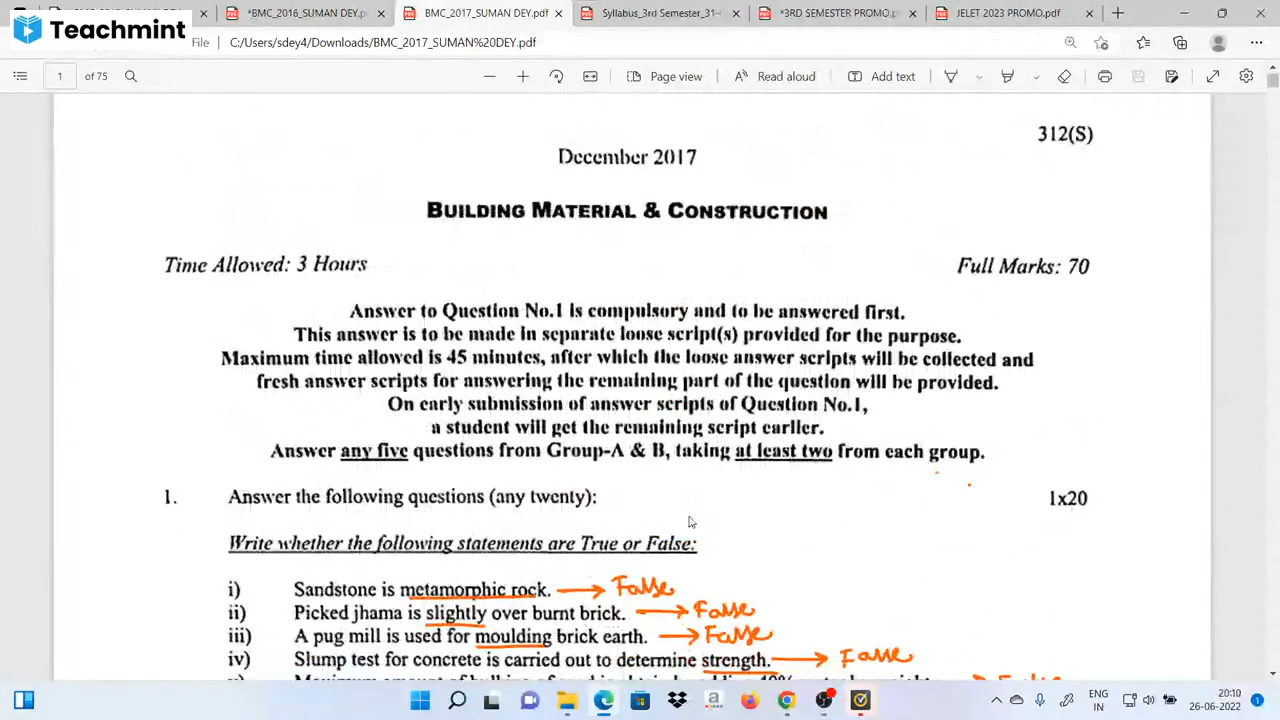 Teachmint
*BMC_2016_SUMAN DEY.p
BMC_2017_SUMAN DEY.pdf
Syllabus_3rd Semester_31
*3RD SEMESTER ROUTINE
IELET 2022 PROMO.pdf
File
C:/Users/sdey4/Downloads/BMC_2017_SUMAN%20DEY.pdf
1 of 75
Page view
Read aloud
Add text
312(S)
December 2017
BUILDING MATERIAL & CONSTRUCTION
Time Allowed: 3 Hours
Full Marks: 70
Answer to Question No.1 is compulsory and to be answered first.
This answer is to be made in separate loose script(s) provided for the purpose.
Maximum time allowed is 45 minutes, after which the loose answer scripts will be collected and
fresh answer scripts for answering the remaining part of the question will be provided.
On early submission of answer scripts of Question No.1,
a student will get the remaining script earlier.
Answer any five questions from Group-A & B, taking at least two from each group.
1. Answer the following questions (any twenty): 1x20
Write whether the following statements are True or False:
i) Sandstone is metamorphic rock. → False
ii) Picked jhama is slightly over burnt brick. → False
iii) A pug mill is used for moulding brick earth. → False
iv) Slump test for concrete is carried out to determine strength. → False
ENG
IN
20:10
26-06-2022